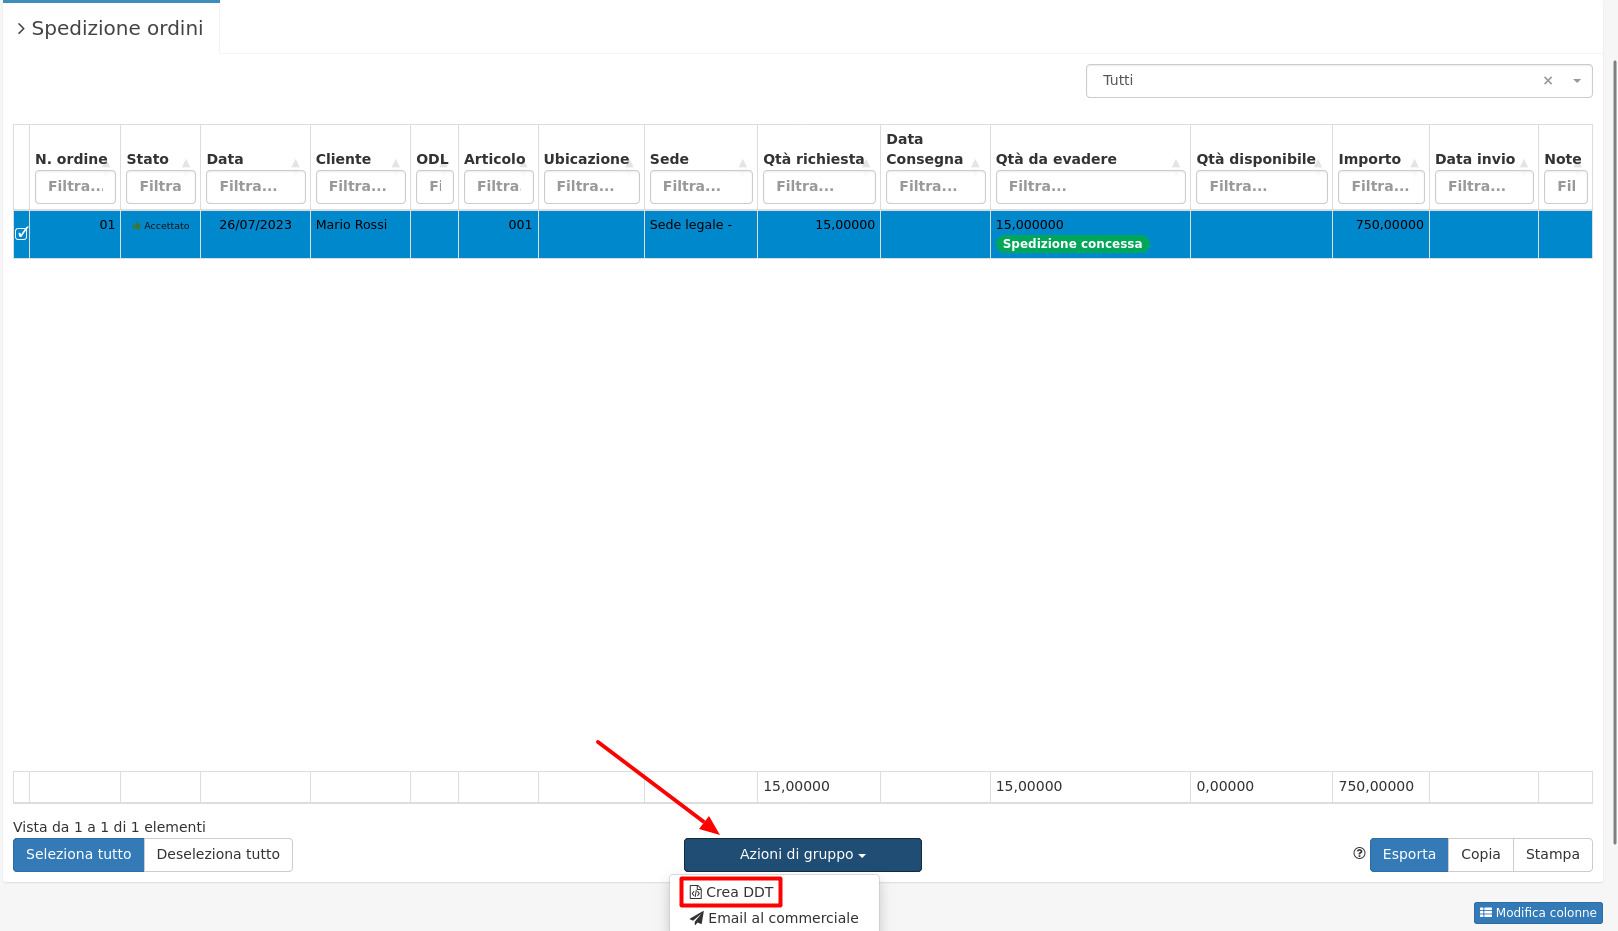 Spedizione ordini
Tutti
N. ordine Stato Data Cliente ODL Articolo Ubicazione Sede Qtà richiesta Data Consegna Qtà da evadere Qtà disponibile Importo Data invio Note
Filtra... Filtra Filtra... Filtra... Fi Filtra. Filtra... Filtra... Filtra... Filtra... Filtra... Filtra... Filtra... Filtra... Fil
01 Accettato 26/07/2023 Mario Rossi 001 Sede legale - 15,00000 15,000000 750,00000
Spedizione concessa
15,00000 15,00000 0,00000 750,00000
Vista da 1 a 1 di 1 elementi
Seleziona tutto Deseleziona tutto Azioni di gruppo Esporta Copia Stampa
Crea DDT
Email al commerciale
Modifica colonne